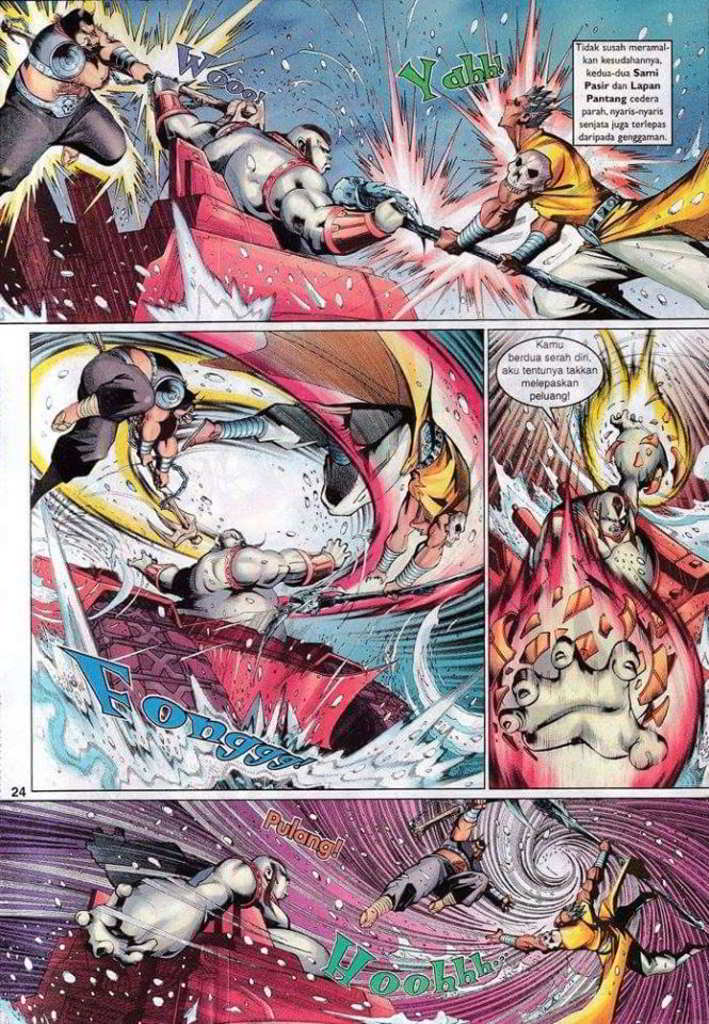 Wooo!
Yahh!
Tidak susah meramal-
kan kesudahannya,
kedua-dua Sami
Pasir dan Lapan
Pantang cedera
parah, nyaris-nyaris
senjata juga terlepas
daripada genggaman.
Kamu
berdua serah diri,
aku tentunya takkan
melepaskan
peluang!
Fonggg!
24
Pulang!
Hoohhh..